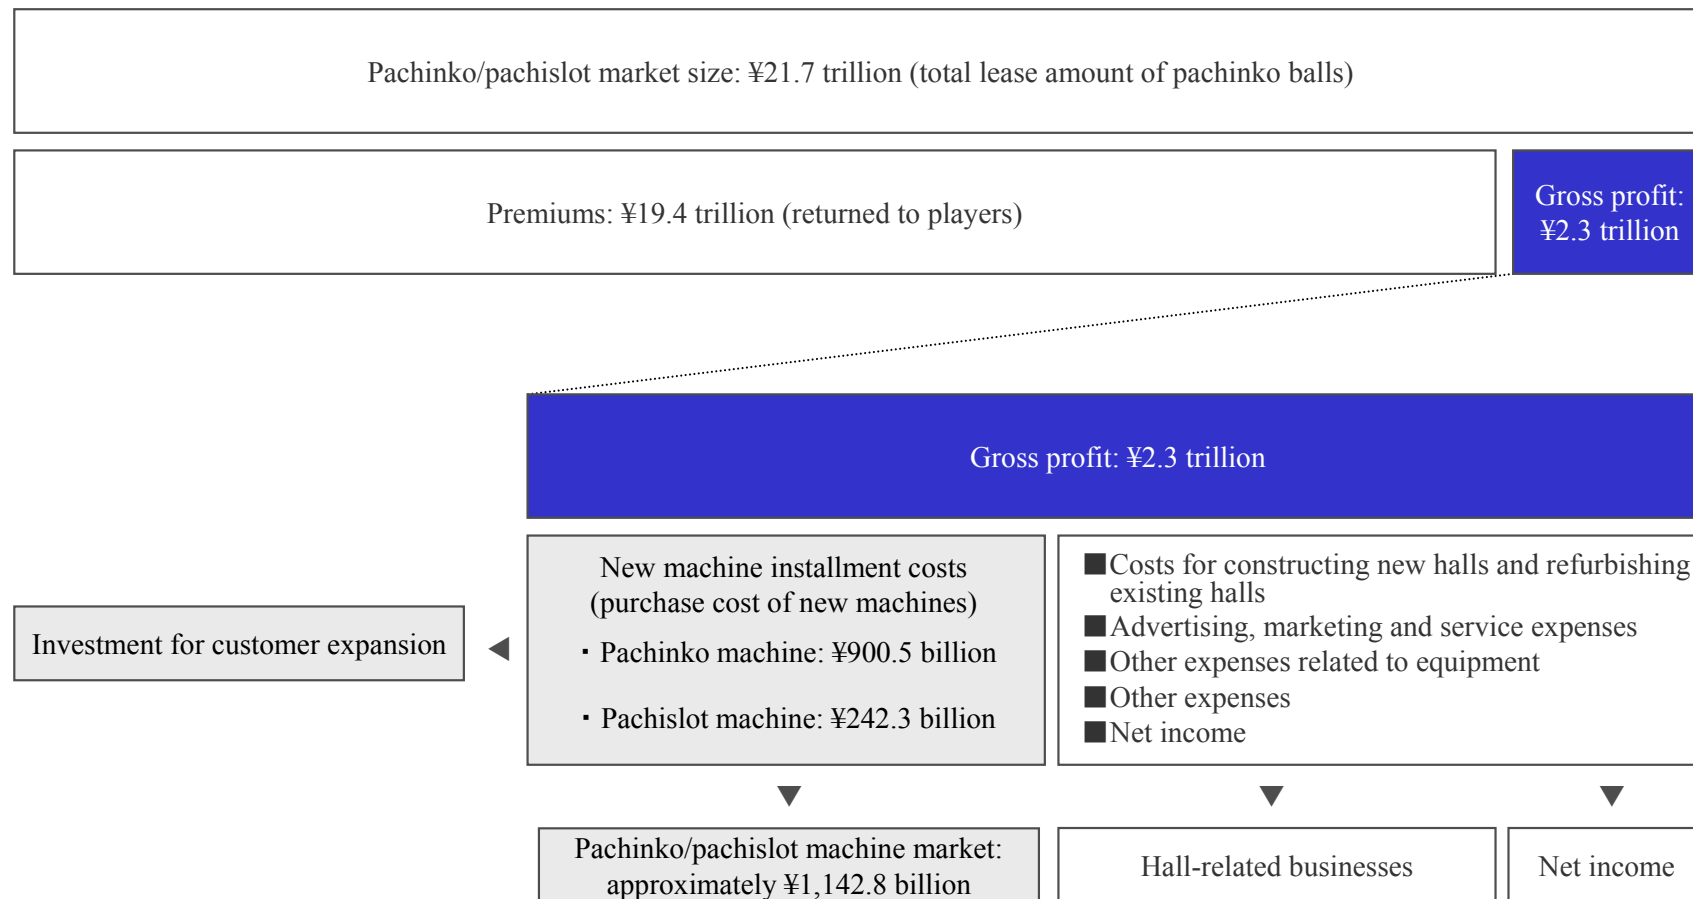 Pachinko/pachislot market size: ¥21.7 trillion (total lease amount of pachinko balls)
Premiums: ¥19.4 trillion (returned to players)
Gross profit:
¥2.3 trillion
Gross profit: ¥2.3 trillion
Investment for customer expansion
New machine installment costs
(purchase cost of new machines)
・Pachinko machine: ¥900.5 billion
・Pachislot machine: ¥242.3 billion
■Costs for constructing new halls and refurbishing
existing halls
■Advertising, marketing and service expenses
■Other expenses related to equipment
■Other expenses
■Net income
Pachinko/pachislot machine market:
approximately ¥1,142.8 billion
Hall-related businesses
Net income